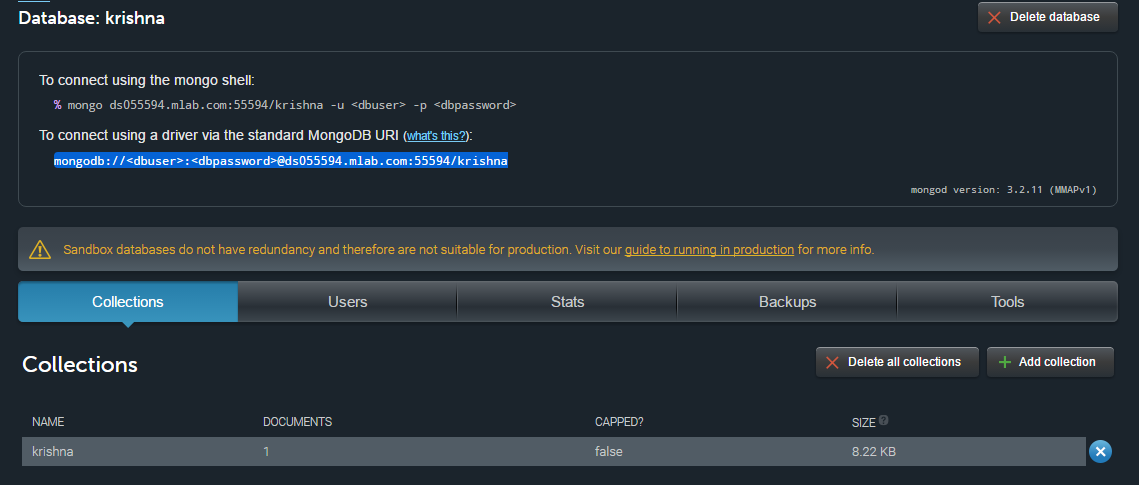 Database: krishna
Delete database
To connect using the mongo shell:
% mongo ds055594.mlab.com:55594/krishna -u <dbuser> -p <dbpassword>
To connect using a driver via the standard MongoDB URI (what's this?):
mongodb://<dbuser>:<dbpassword>@ds055594.mlab.com:55594/krishna
mongod version: 3.2.11 (MMAPv1)
Sandbox databases do not have redundancy and therefore are not suitable for production. Visit our guide to running in production for more info.
Collections Users Stats Backups Tools
Collections
Delete all collections Add collection
NAME DOCUMENTS CAPPED? SIZE ?
krishna 1 false 8.22 KB